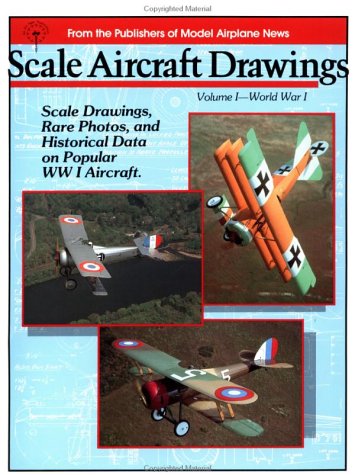 Copyrighted Material
From the Publishers of Model Airplane News
Scale Aircraft Drawings
Volume I—World War I
Scale Drawings,
Rare Photos, and
Historical Data
on Popular
WW I Aircraft.
5
Copyrighted Material